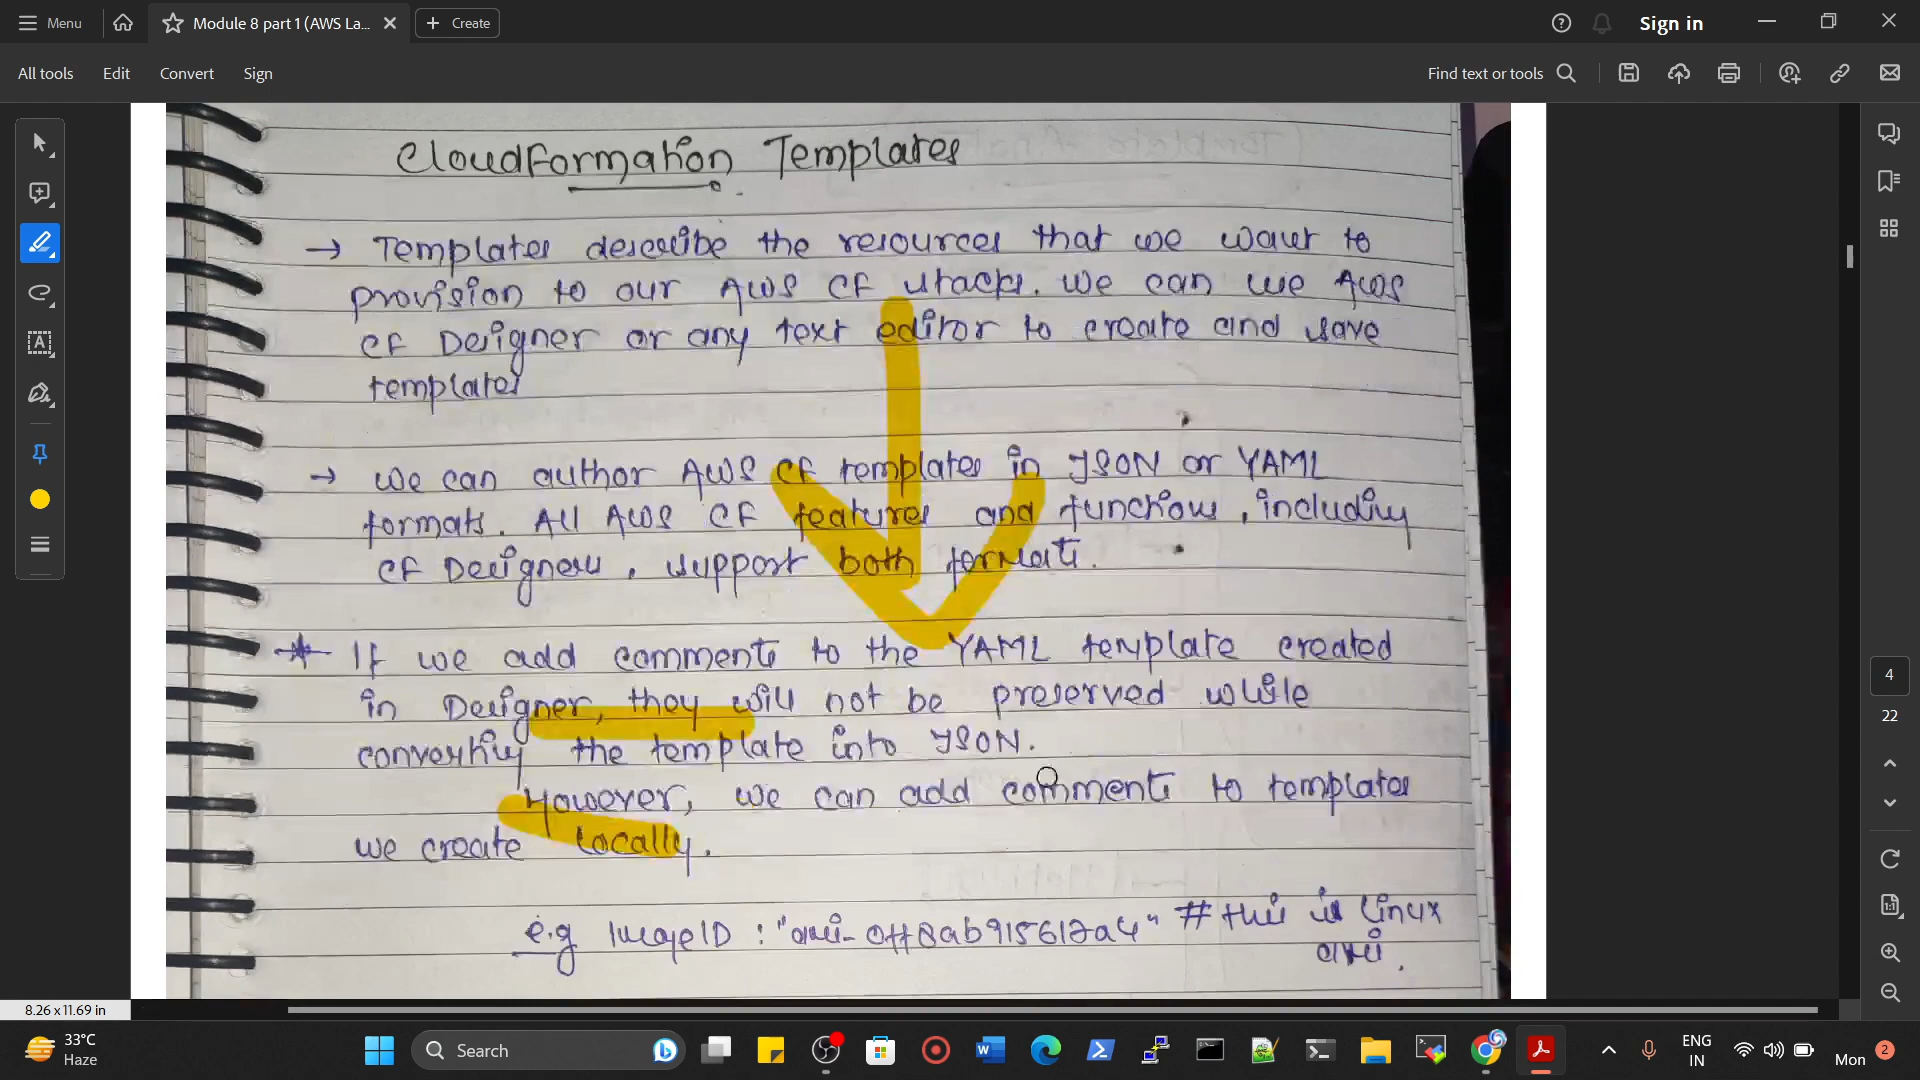 Menu
Module 8 part 1 (AWS La...
Create
Sign in
All tools
Edit
Convert
Sign
Find text or tools
CloudFormation Templates
→ Templates describe the resources that we want to
provision to our AWS CF stacks. We can use AWS
CF Designer or any text editor to create and save
templates
→ We can author AWS CF templates in JSON or YAML
formats. All AWS CF features and functions, including
CF Designers, support both formats.
* If we add comments to the YAML template created
in Designer, they will not be preserved while
converting the template into JSON.
However, we can add comments to templates
we create locally.
e.g ImageID : "ami-0ff8ab915617a4" # this is Linux
ami.
4
22
8.26 x 11.69 in
33°C
Haze
Search
ENG
IN
Mon
2